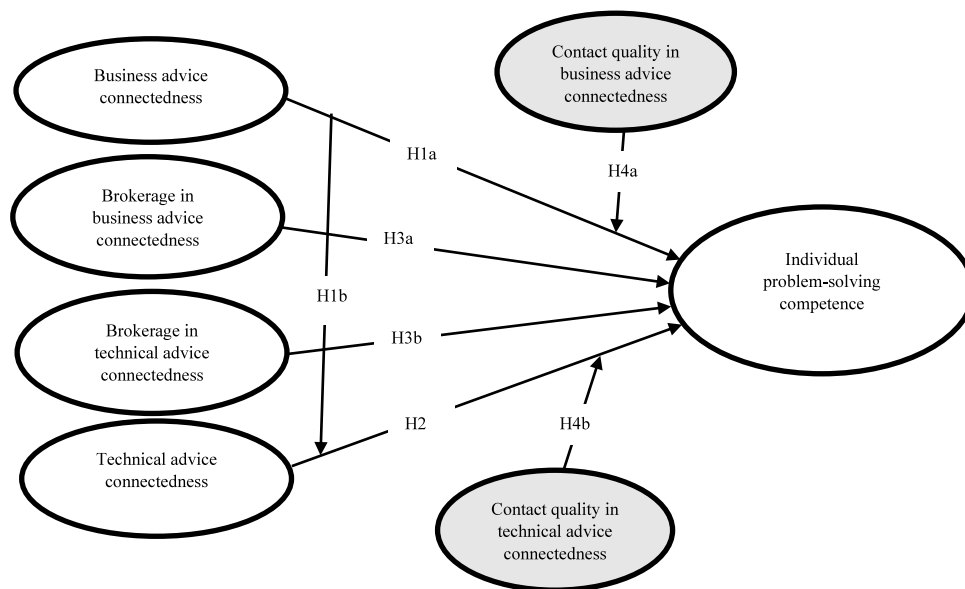 Business advice
connectedness
Contact quality in
business advice
connectedness
H1a
H4a
Brokerage in
business advice
connectedness
H3a
Individual
problem-solving
competence
H1b
Brokerage in
technical advice
connectedness
H3b
H2
H4b
Technical advice
connectedness
Contact quality in
technical advice
connectedness